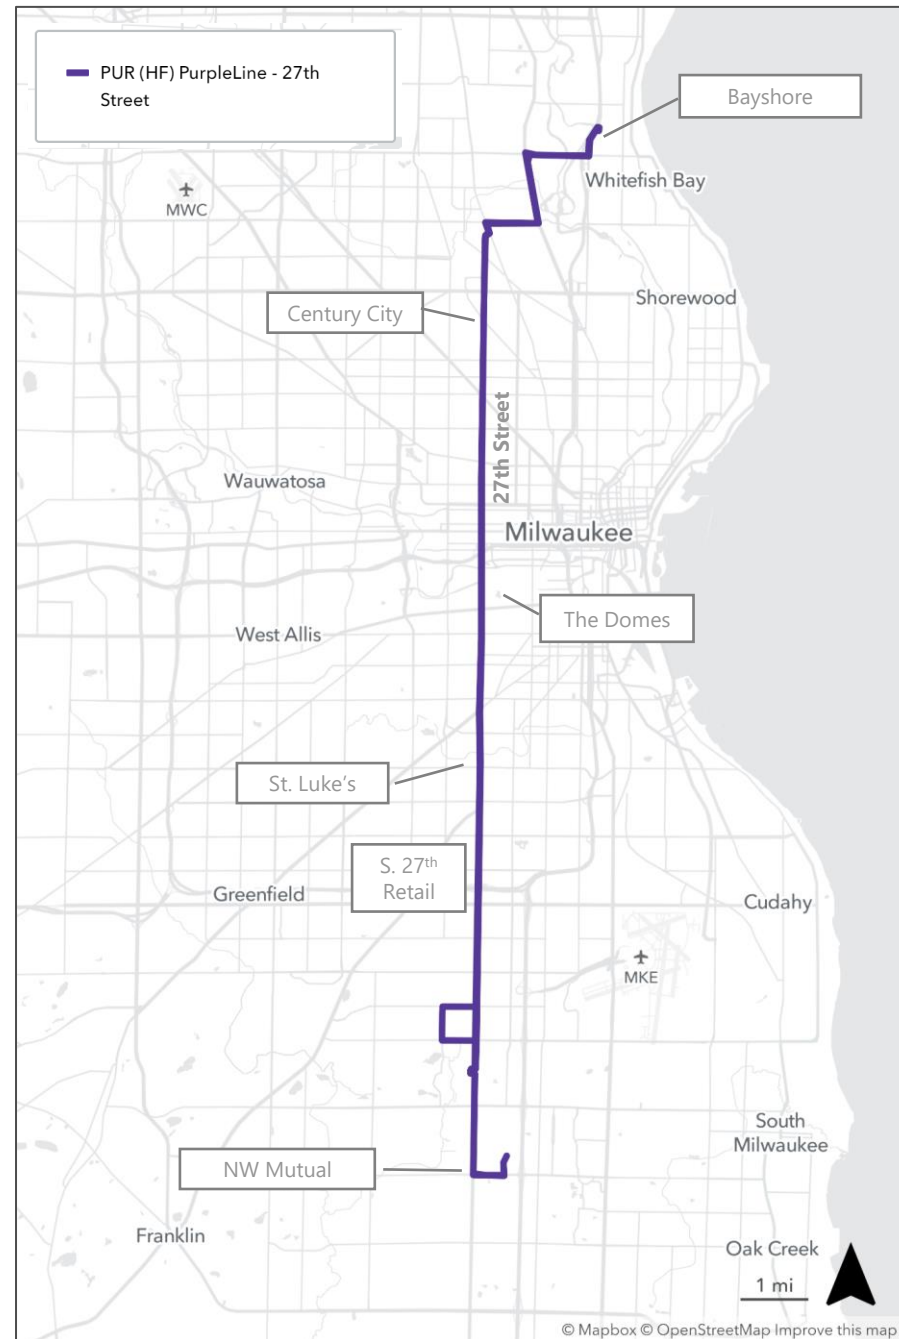 PUR (HF) PurpleLine - 27th
Street
Bayshore
Whitefish Bay
MWC
Century City
Shorewood
27th Street
Wauwatosa
Milwaukee
The Domes
West Allis
St. Luke's
S. 27th
Retail
Greenfield
Cudahy
MKE
South
Milwaukee
NW Mutual
Franklin
Oak Creek
1 mi
© Mapbox © OpenStreetMap Improve this map